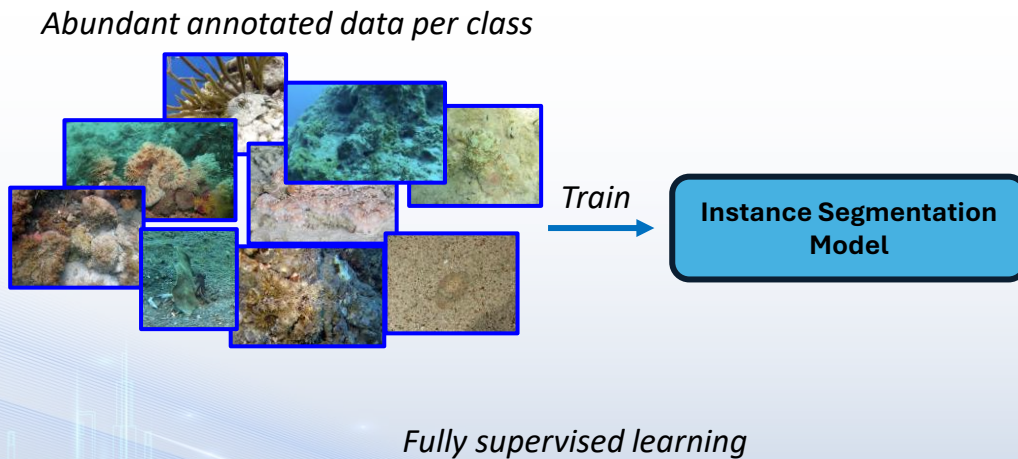 Abundant annotated data per class
Train
Instance Segmentation
Model
Fully supervised learning